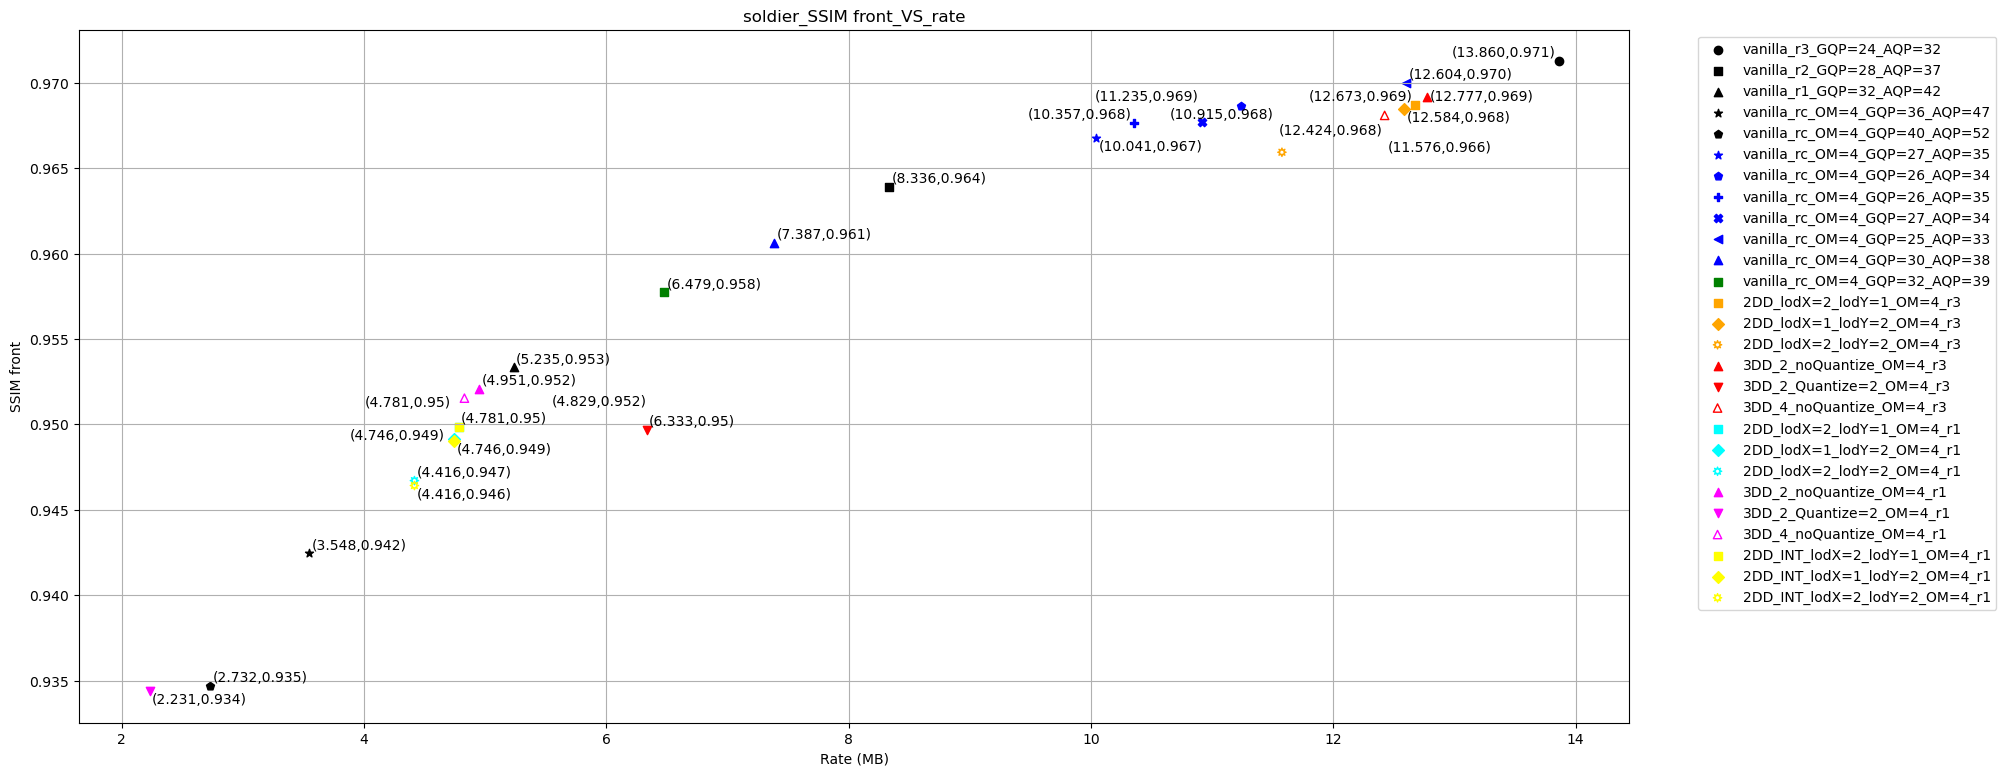 soldier_SSIM front_VS_rate
SSIM front
0.970
0.965
0.960
0.955
0.950
0.945
0.940
0.935
2
4
6
8
10
12
14
Rate (MB)
(13.860,0.971)
(12.604,0.970)
(11.235,0.969)
(12.673,0.969)
(12.777,0.969)
(10.357,0.968)
(10.915,0.968)
(12.584,0.968)
(12.424,0.968)
(10.041,0.967)
(11.576,0.966)
(8.336,0.964)
(7.387,0.961)
(6.479,0.958)
(5.235,0.953)
(4.951,0.952)
(4.781,0.95)
(4.829,0.952)
(4.781,0.95)
(6.333,0.95)
(4.746,0.949)
(4.746,0.949)
(4.416,0.947)
(4.416,0.946)
(3.548,0.942)
(2.732,0.935)
(2.231,0.934)
vanilla_r3_GQP=24_AQP=32
vanilla_r2_GQP=28_AQP=37
vanilla_r1_GQP=32_AQP=42
vanilla_rc_OM=4_GQP=36_AQP=47
vanilla_rc_OM=4_GQP=40_AQP=52
vanilla_rc_OM=4_GQP=27_AQP=35
vanilla_rc_OM=4_GQP=26_AQP=34
vanilla_rc_OM=4_GQP=26_AQP=35
vanilla_rc_OM=4_GQP=27_AQP=34
vanilla_rc_OM=4_GQP=25_AQP=33
vanilla_rc_OM=4_GQP=30_AQP=38
vanilla_rc_OM=4_GQP=32_AQP=39
2DD_lodX=2_lodY=1_OM=4_r3
2DD_lodX=1_lodY=2_OM=4_r3
2DD_lodX=2_lodY=2_OM=4_r3
3DD_2_noQuantize_OM=4_r3
3DD_2_Quantize=2_OM=4_r3
3DD_4_noQuantize_OM=4_r3
2DD_lodX=2_lodY=1_OM=4_r1
2DD_lodX=1_lodY=2_OM=4_r1
2DD_lodX=2_lodY=2_OM=4_r1
3DD_2_noQuantize_OM=4_r1
3DD_2_Quantize=2_OM=4_r1
3DD_4_noQuantize_OM=4_r1
2DD_INT_lodX=2_lodY=1_OM=4_r1
2DD_INT_lodX=1_lodY=2_OM=4_r1
2DD_INT_lodX=2_lodY=2_OM=4_r1